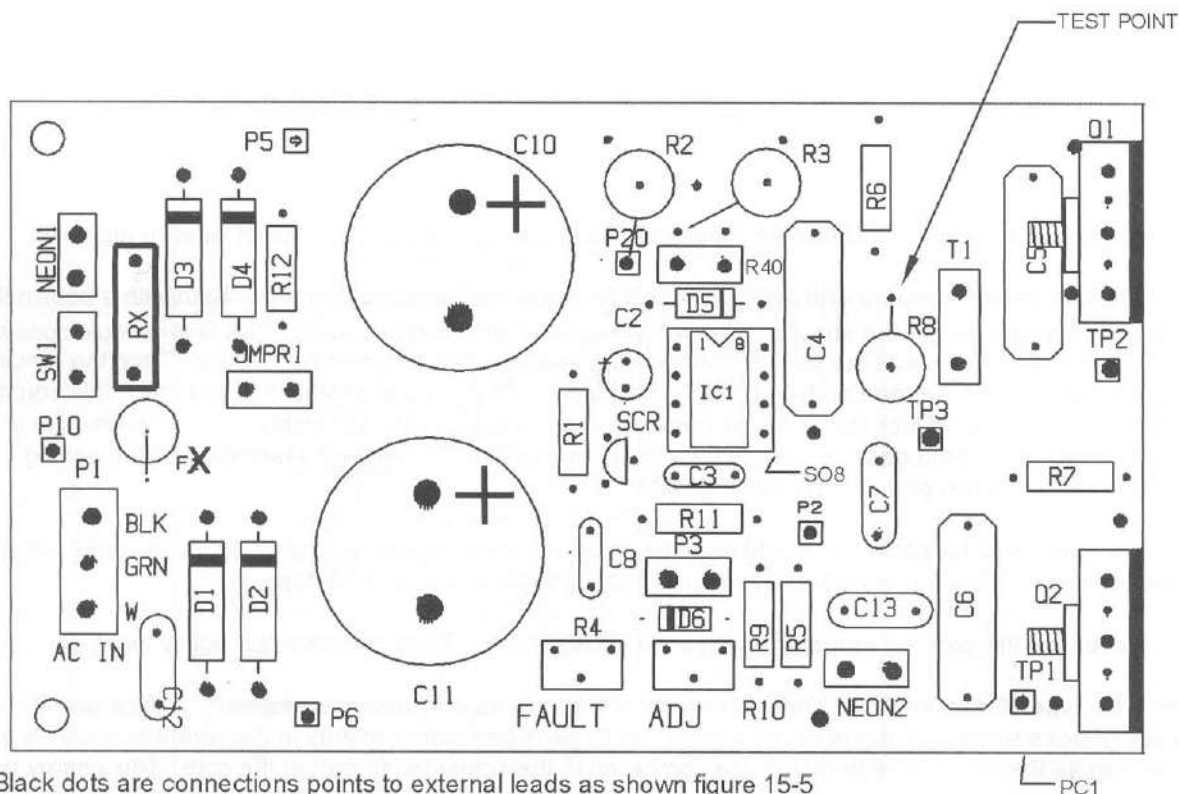 TEST POINT
P5
C10
R2
R3
Q1
R6
NEON1
D3
D4
R12
P20
R40
T1
C5
RX
C2
D5
C4
R8
SW1
JMPR1
1 8
IC1
TP2
P10
SCR
TP3
FX
R1
P1
C3
SO8
R7
BLK
C7
P2
R11
GRN
P3
C8
D1
D2
W
D6
R9
R5
C13
C6
Q2
AC IN
R4
TP1
CX2
C11
P6
FAULT
ADJ
R10
NEON2
Black dots are connections points to external leads as shown figure 15-5
PC1